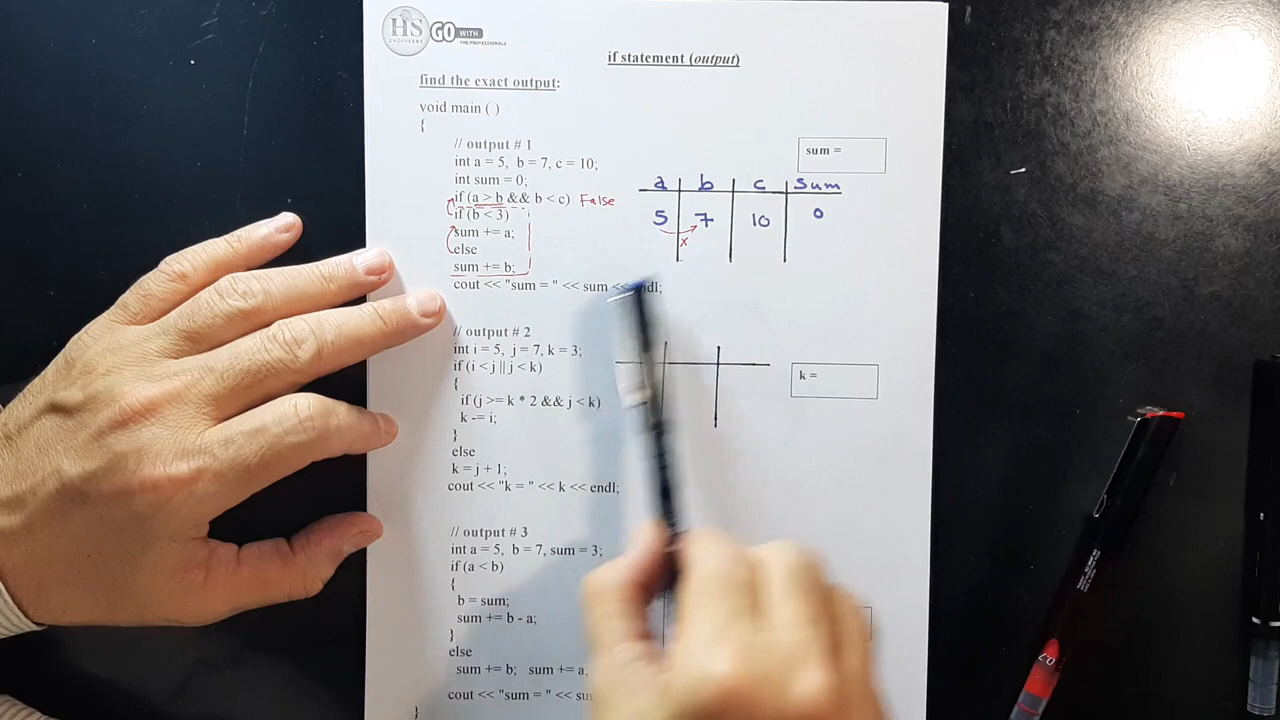 HS
ENGINEERS
GO WITH
THE PROFESSIONALS
if statement (output)
find the exact output:
void main ( )
{
// output # 1
int a = 5, b = 7, c = 10;
int sum = 0;
if (a > b && b < c) False
if (b < 3)
sum += a;
else
sum += b;
cout << "sum = " << sum << endl;
sum =
a b c Sum
5 7 10 0
x
// output # 2
int i = 5, j = 7, k = 3;
if (i < j || j < k)
{
if (j >= k * 2 && j < k)
k -= i;
}
else
k = j + 1;
cout << "k = " << k << endl;
k =
// output # 3
int a = 5, b = 7, sum = 3;
if (a < b)
{
b = sum;
sum += b - a;
}
else
sum += b; sum += a;
cout << "sum = " <<
}
0.7